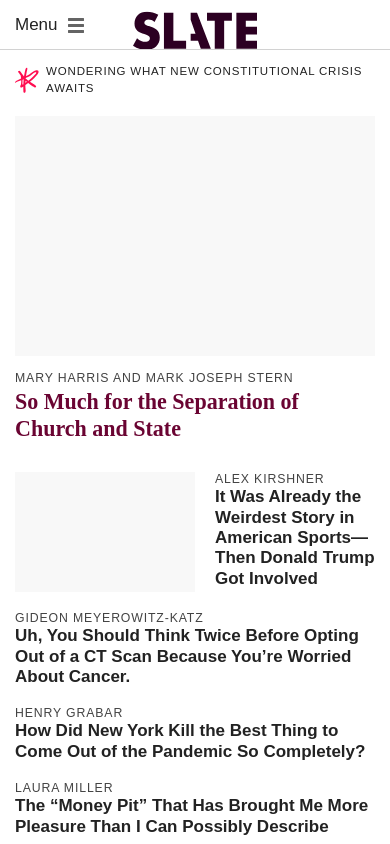 Menu
SLATE
WONDERING WHAT NEW CONSTITUTIONAL CRISIS
AWAITS
MARY HARRIS AND MARK JOSEPH STERN
So Much for the Separation of
Church and State
ALEX KIRSHNER
It Was Already the
Weirdest Story in
American Sports—
Then Donald Trump
Got Involved
GIDEON MEYEROWITZ-KATZ
Uh, You Should Think Twice Before Opting
Out of a CT Scan Because You’re Worried
About Cancer.
HENRY GRABAR
How Did New York Kill the Best Thing to
Come Out of the Pandemic So Completely?
LAURA MILLER
The “Money Pit” That Has Brought Me More
Pleasure Than I Can Possibly Describe